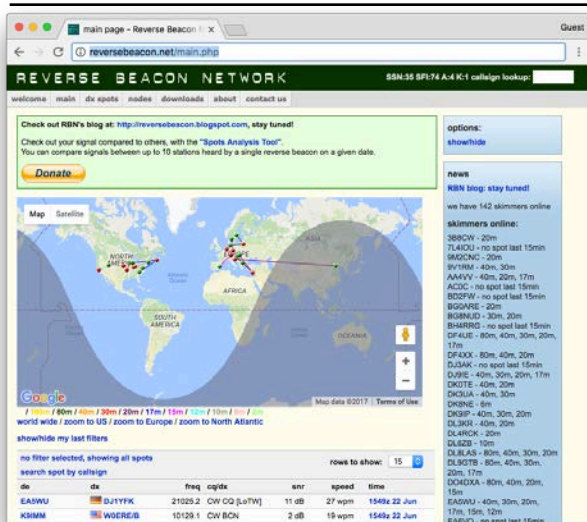 main page - Reverse Beacon
Guest
reversebeacon.net/main.php
REVERSE BEACON NETWORK
SSN:35 SFI:74 A:4 K:1 callsign lookup:
welcome main dx spots nodes downloads about contact us
Check out RBN's blog at: http://reversebeacon.blogspot.com, stay tuned!
Check out your signal compared to others, with the "Spots Analysis Tool".
You can compare signals between up to 10 stations heard by a single reverse beacon on a given date.
Donate
Map Satellite
NORTH AMERICA
EUROPE
ASIA
AFRICA
SOUTH AMERICA
OCEANIA
Google
Map data ©2017 Terms of Use
/ 160m / 80m / 40m / 30m / 20m / 17m / 15m / 12m / 10m / 6m / 2m
world wide / zoom to US / zoom to Europe / zoom to North Atlantic
show/hide my last filters
no filter selected, showing all spots
rows to show: 15
search spot by callsign
de dx freq cq/dx snr speed time
EA5WU DJ1YFK 21025.2 CW CQ [LoTW] 11 dB 27 wpm 1549z 22 Jun
K9IMM W0ERE/B 10129.1 CW BCN 2 dB 19 wpm 1549z 22 Jun
options:
show/hide
news
RBN blog: stay tuned!
we have 142 skimmers online
skimmers online:
3B8CW - 20m
7L4IOU - no spot last 15min
9M2CNC - 20m
9V1RM - 40m, 30m
AA4VV - 40m, 20m, 17m
AC0C - no spot last 15min
BD2FW - no spot last 15min
BG0ARE - 20m
BG8NUD - 30m, 20m
BH4RRG - no spot last 15min
DF4UE - 80m, 40m, 30m, 20m,
17m
DF4XX - 80m, 40m, 20m
DJ3AK - no spot last 15min
DJ9IE - 40m, 30m, 20m, 17m
DK0TE - 40m, 20m
DK3UA - 40m, 30m
DK8NE - 6m
DK9IP - 40m, 30m, 20m
DL3KR - 40m, 20m
DL4RCK - 20m
DL6ZB - 10m
DL8LAS - 80m, 40m, 30m, 20m
DL9GTB - 80m, 40m, 30m,
20m, 17m
DO4DXA - 80m, 40m, 20m,
15m
EA5WU - 40m, 30m, 20m,
17m, 15m, 12m